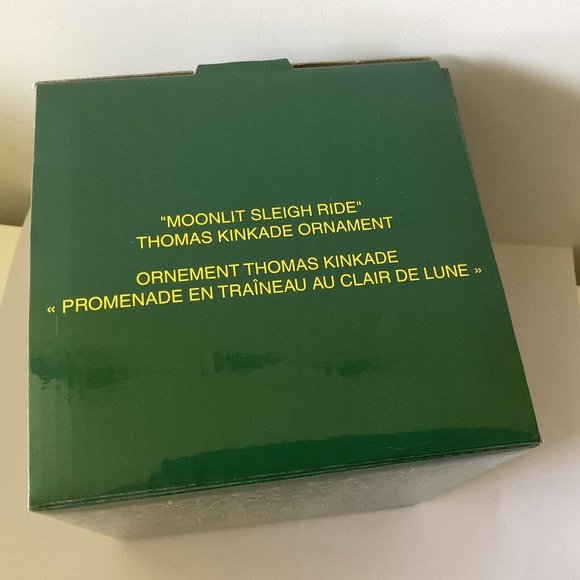 "MOONLIT SLEIGH RIDE"
THOMAS KINKADE ORNAMENT
ORNEMENT THOMAS KINKADE
« PROMENADE EN TRAÎNEAU AU CLAIR DE LUNE »